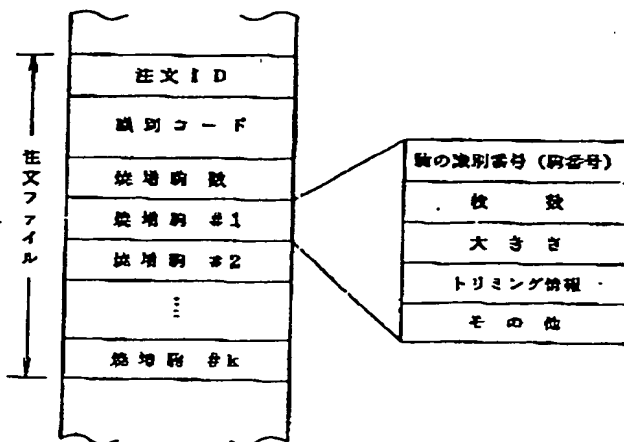 注文ファイル
注文ID
識別コード
焼増駒数
焼増駒 #1
焼増駒 #2
⋮
焼増駒 #k
駒の識別番号(駒番号)
枚 数
大きさ
トリミング情報
その他